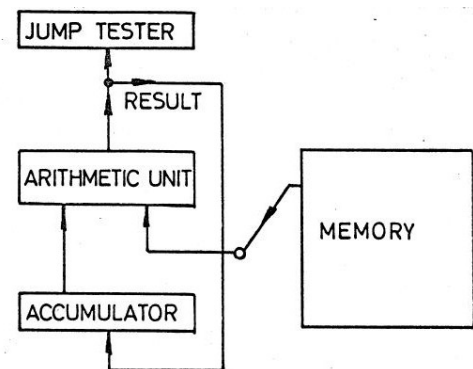 JUMP TESTER
RESULT
ARITHMETIC UNIT
MEMORY
ACCUMULATOR